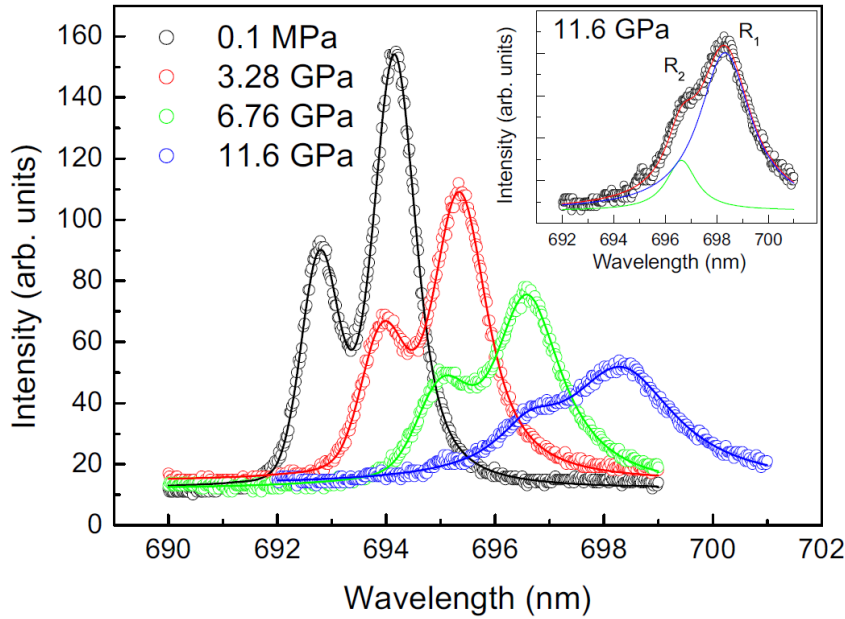 160
140
120
100
80
60
40
20
0
Intensity (arb. units)
0.1 MPa
3.28 GPa
6.76 GPa
11.6 GPa
690
692
694
696
698
700
702
Wavelength (nm)
11.6 GPa
R₁
R₂
Intensity (arb. units)
692
694
696
698
700
Wavelength (nm)